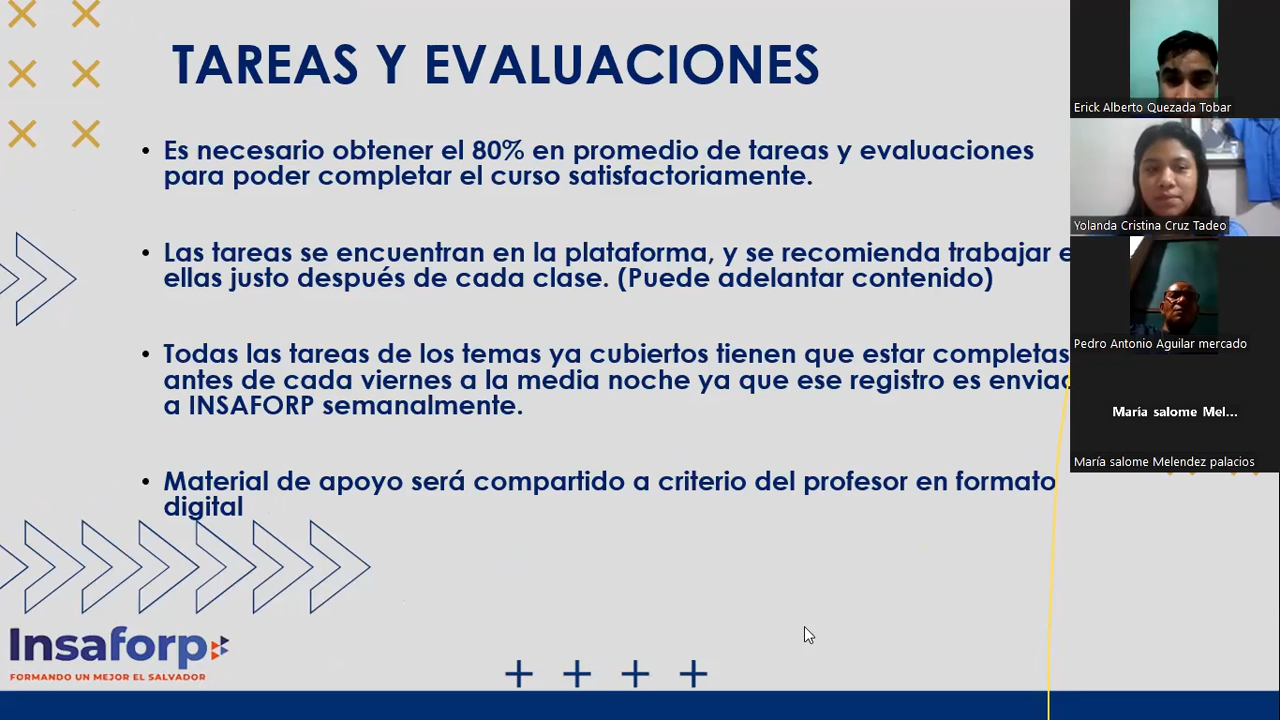 TAREAS Y EVALUACIONES
• Es necesario obtener el 80% en promedio de tareas y evaluaciones
para poder completar el curso satisfactoriamente.
• Las tareas se encuentran en la plataforma, y se recomienda trabajar
ellas justo después de cada clase. (Puede adelantar contenido)
• Todas las tareas de los temas ya cubiertos tienen que estar completas
antes de cada viernes a la media noche ya que ese registro es
a INSAFORP semanalmente.
• Material de apoyo será compartido a criterio del profesor en formato
digital
Insaforp
FORMANDO UN MEJOR EL SALVADOR
Erick Alberto Quezada Tobar
Yolanda Cristina Cruz Tadeo
Pedro Antonio Aguilar mercado
María salome Mel...
María salome Melendez palacios